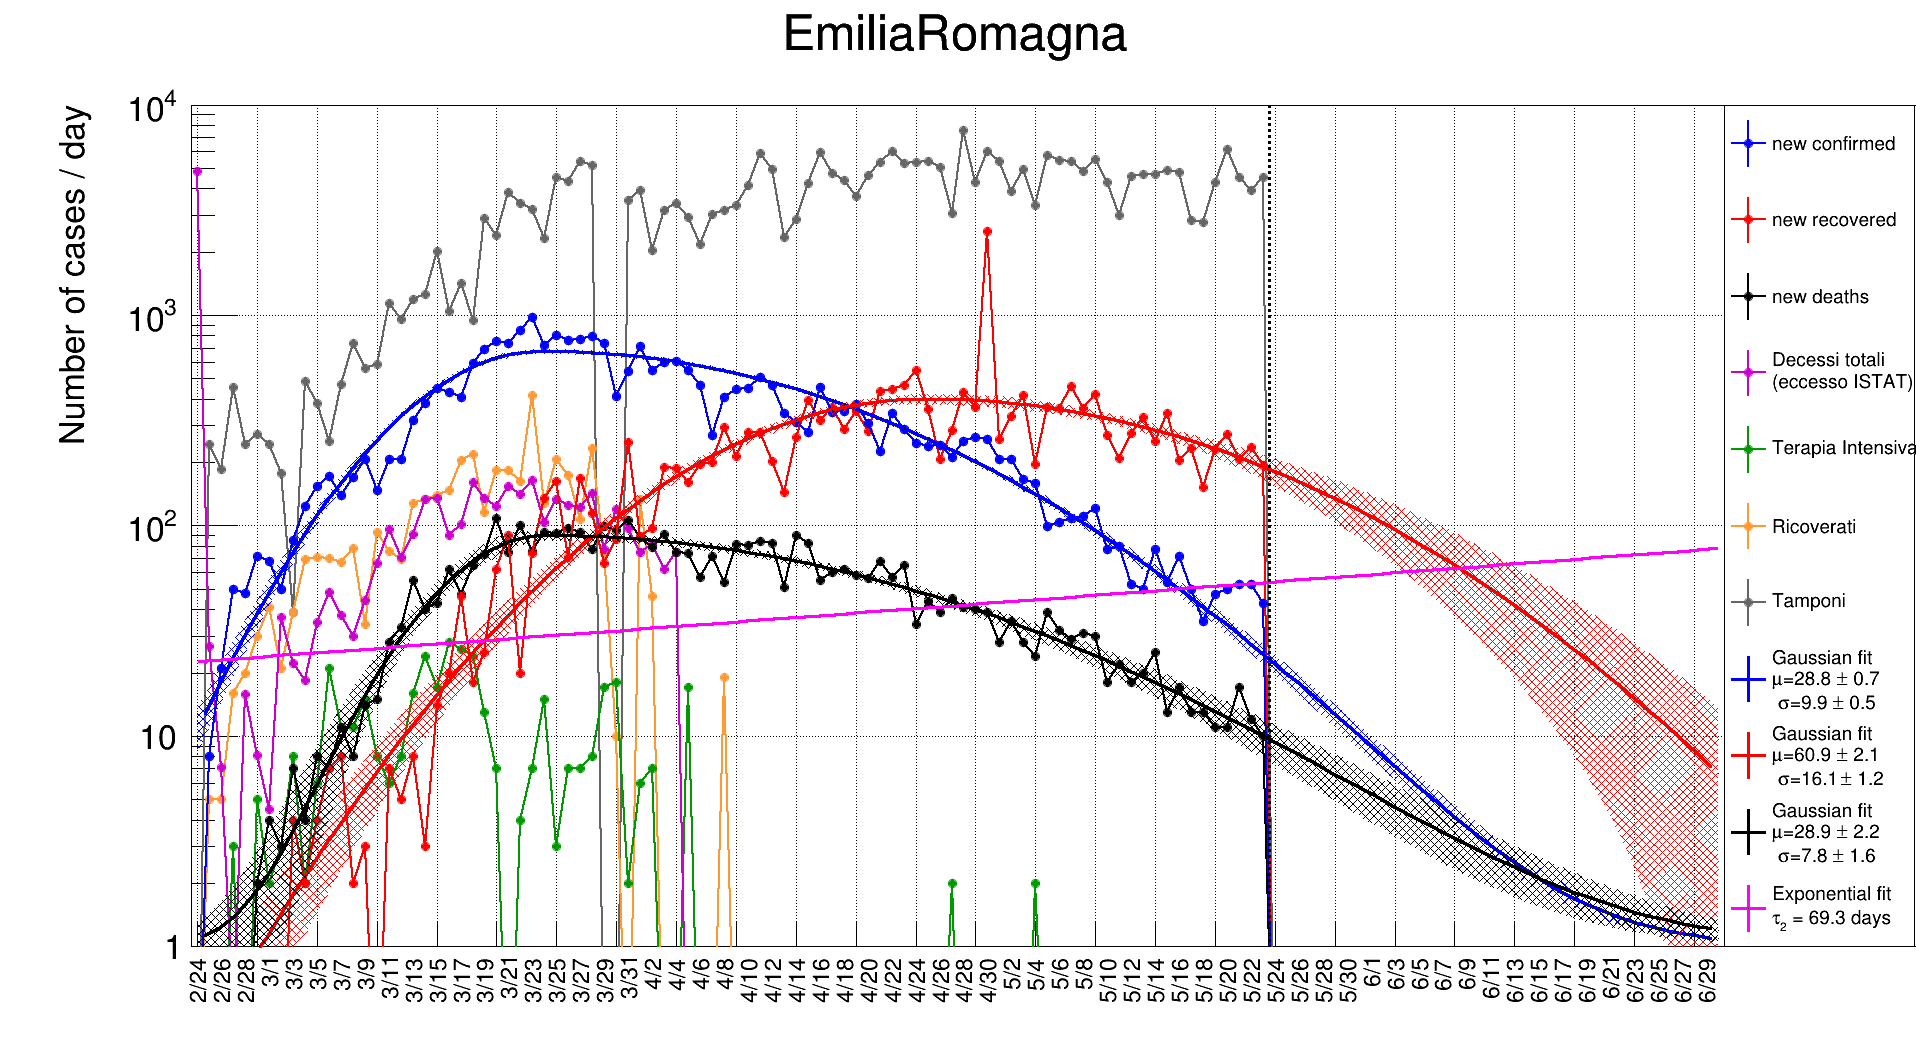 EmiliaRomagna
Number of cases / day
10^4
10^3
10^2
10
1
2/24 2/26 2/28 3/1 3/3 3/5 3/7 3/9 3/11 3/13 3/15 3/17 3/19 3/21 3/23 3/25 3/27 3/29 3/31 4/2 4/4 4/6 4/8 4/10 4/12 4/14 4/16 4/18 4/20 4/22 4/24 4/26 4/28 4/30 5/2 5/4 5/6 5/8 5/10 5/12 5/14 5/16 5/18 5/20 5/22 5/24 5/26 5/28 5/30 6/1 6/3 6/5 6/7 6/9 6/11 6/13 6/15 6/17 6/19 6/21 6/23 6/25 6/27 6/29
new confirmed
new recovered
new deaths
Decessi totali
(eccesso ISTAT)
Terapia Intensiva
Ricoverati
Tamponi
Gaussian fit
μ=28.8 ± 0.7
σ=9.9 ± 0.5
Gaussian fit
μ=60.9 ± 2.1
σ=16.1 ± 1.2
Gaussian fit
μ=28.9 ± 2.2
σ=7.8 ± 1.6
Exponential fit
τ₂ = 69.3 days